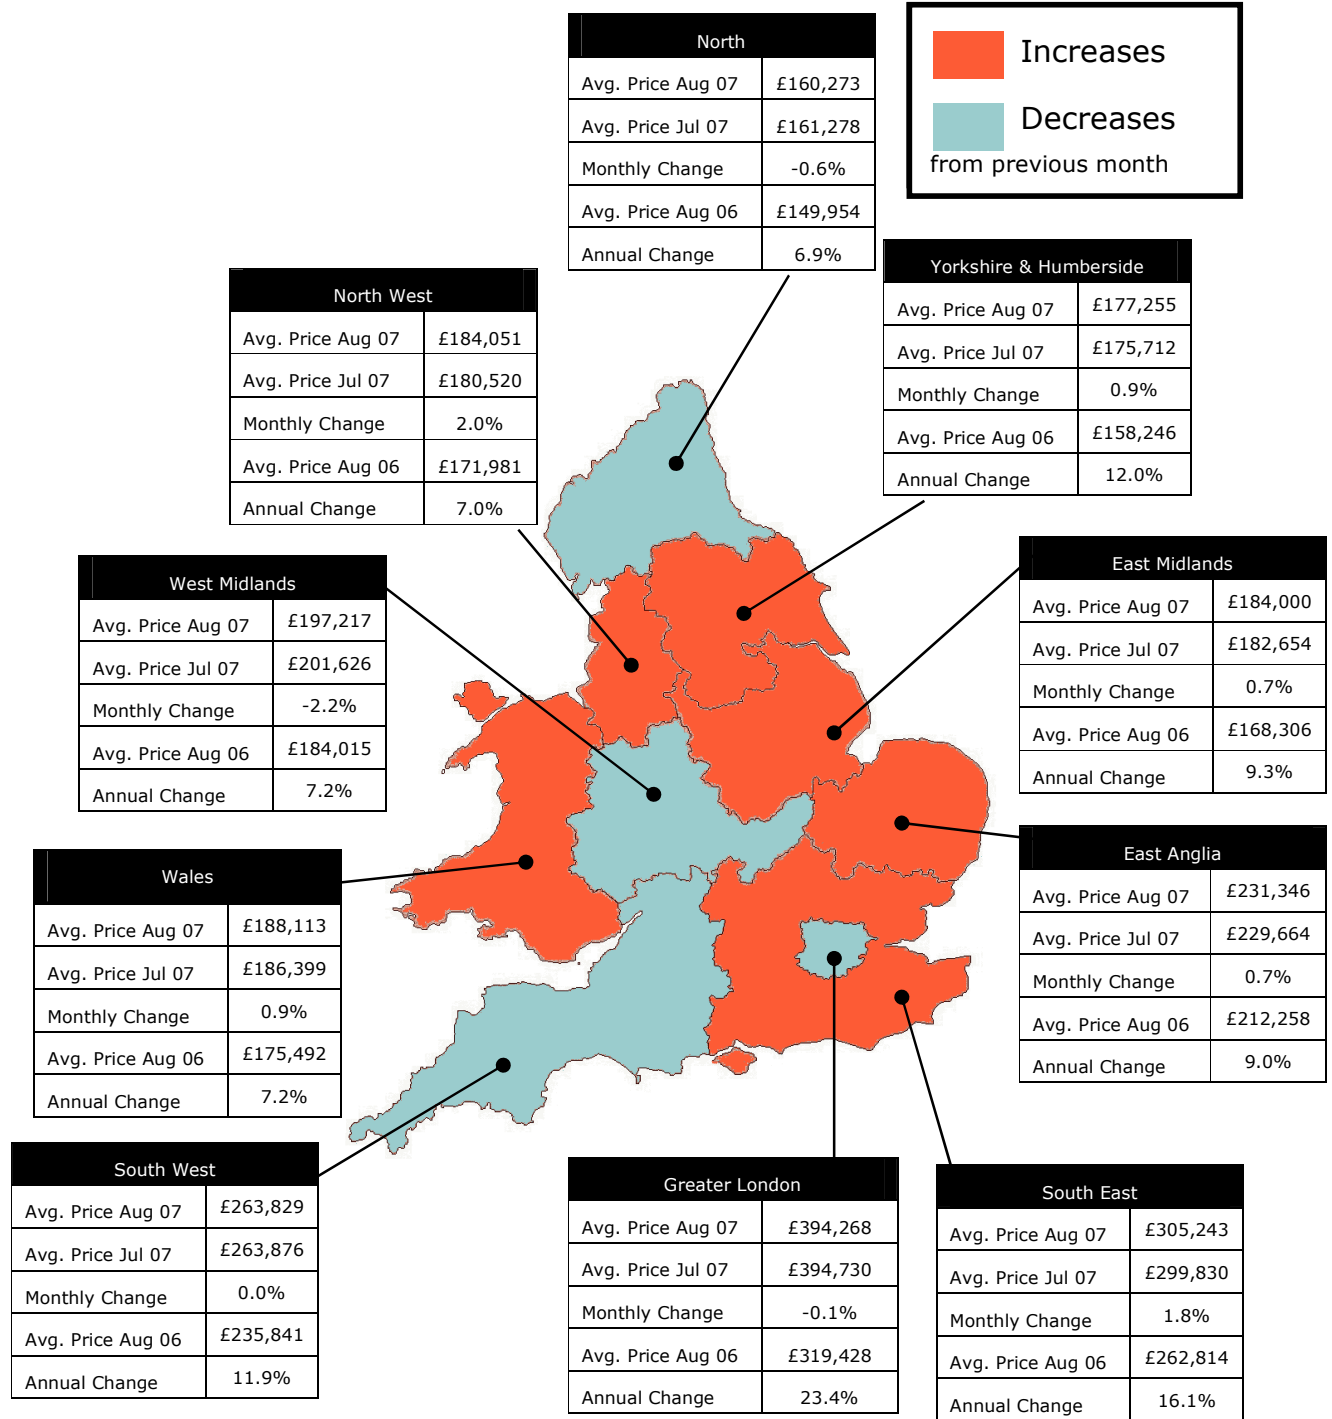 North
Avg. Price Aug 07 £160,273
Avg. Price Jul 07 £161,278
Monthly Change -0.6%
Avg. Price Aug 06 £149,954
Annual Change 6.9%
Increases
Decreases
from previous month
North West
Avg. Price Aug 07 £184,051
Avg. Price Jul 07 £180,520
Monthly Change 2.0%
Avg. Price Aug 06 £171,981
Annual Change 7.0%
Yorkshire & Humberside
Avg. Price Aug 07 £177,255
Avg. Price Jul 07 £175,712
Monthly Change 0.9%
Avg. Price Aug 06 £158,246
Annual Change 12.0%
West Midlands
Avg. Price Aug 07 £197,217
Avg. Price Jul 07 £201,626
Monthly Change -2.2%
Avg. Price Aug 06 £184,015
Annual Change 7.2%
East Midlands
Avg. Price Aug 07 £184,000
Avg. Price Jul 07 £182,654
Monthly Change 0.7%
Avg. Price Aug 06 £168,306
Annual Change 9.3%
Wales
Avg. Price Aug 07 £188,113
Avg. Price Jul 07 £186,399
Monthly Change 0.9%
Avg. Price Aug 06 £175,492
Annual Change 7.2%
East Anglia
Avg. Price Aug 07 £231,346
Avg. Price Jul 07 £229,664
Monthly Change 0.7%
Avg. Price Aug 06 £212,258
Annual Change 9.0%
South West
Avg. Price Aug 07 £263,829
Avg. Price Jul 07 £263,876
Monthly Change 0.0%
Avg. Price Aug 06 £235,841
Annual Change 11.9%
Greater London
Avg. Price Aug 07 £394,268
Avg. Price Jul 07 £394,730
Monthly Change -0.1%
Avg. Price Aug 06 £319,428
Annual Change 23.4%
South East
Avg. Price Aug 07 £305,243
Avg. Price Jul 07 £299,830
Monthly Change 1.8%
Avg. Price Aug 06 £262,814
Annual Change 16.1%